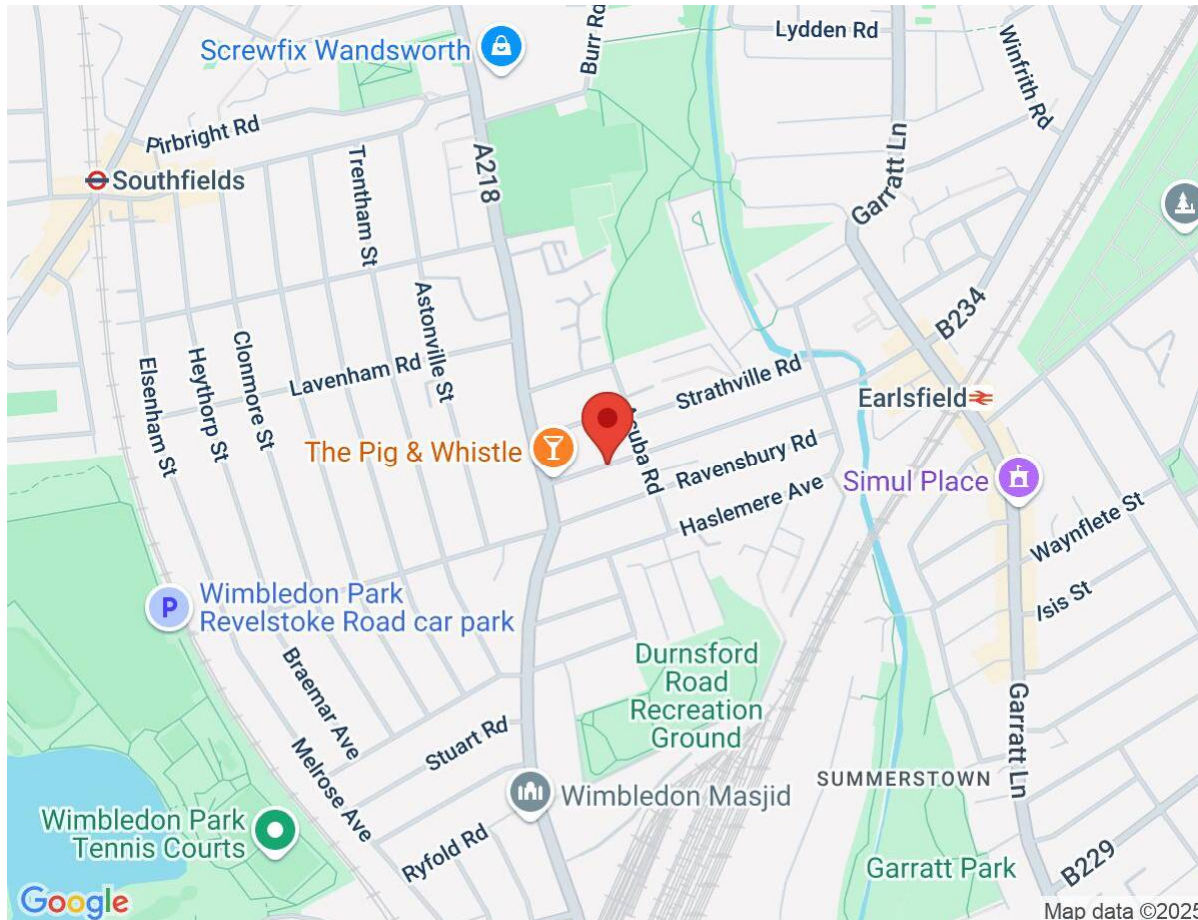 Lydden Rd
Burr Rd
Screwfix Wandsworth
Winfrith Rd
Pirbright Rd
Garratt Ln
A218
Trentham St
Southfields
B234
Astonville St
Clonmore St
Heythorp St
Elsenham St
Lavenham Rd
Strathville Rd
Earlsfield
The Pig & Whistle
Ravensbury Rd
Simul Place
Haslemere Ave
Waynflete St
Isis St
Wimbledon Park
Revelstoke Road car park
Durnsford
Road
Recreation
Ground
Braemar Ave
Stuart Rd
Melrose Ave
Garratt Ln
SUMMERSTOWN
Wimbledon Masjid
Wimbledon Park
Tennis Courts
Ryfold Rd
Garratt Park
B229
P
Google
Map data ©2025